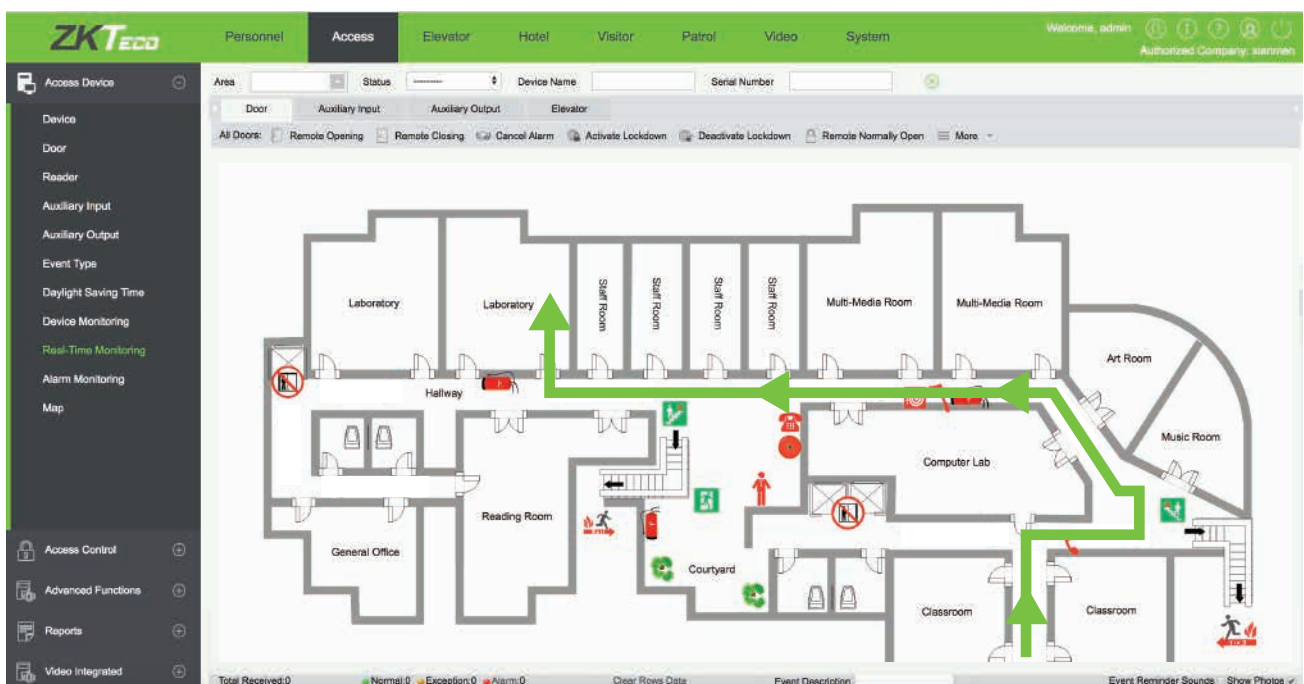 ZKTeco
Personnel Access Elevator Hotel Visitor Patrol Video System
Welcome, admin
Authorized Company: xianmen
Access Device
Device
Door
Reader
Auxiliary Input
Auxiliary Output
Event Type
Daylight Saving Time
Device Monitoring
Real-Time Monitoring
Alarm Monitoring
Map
Access Control
Advanced Functions
Reports
Video Integrated
Area Status --------- Device Name Serial Number
Door Auxiliary Input Auxiliary Output Elevator
All Doors: Remote Opening Remote Closing Cancel Alarm Activate Lockdown Deactivate Lockdown Remote Normally Open More
Laboratory
Laboratory
Staff Room
Staff Room
Staff Room
Staff Room
Multi-Media Room
Multi-Media Room
Art Room
Music Room
Hallway
Computer Lab
Reading Room
General Office
Courtyard
Classroom
Classroom
Total Received:0 Normal:0 Exception:0 Alarm:0 Clear Rows Data Event Description Event Reminder Sounds Show Photos